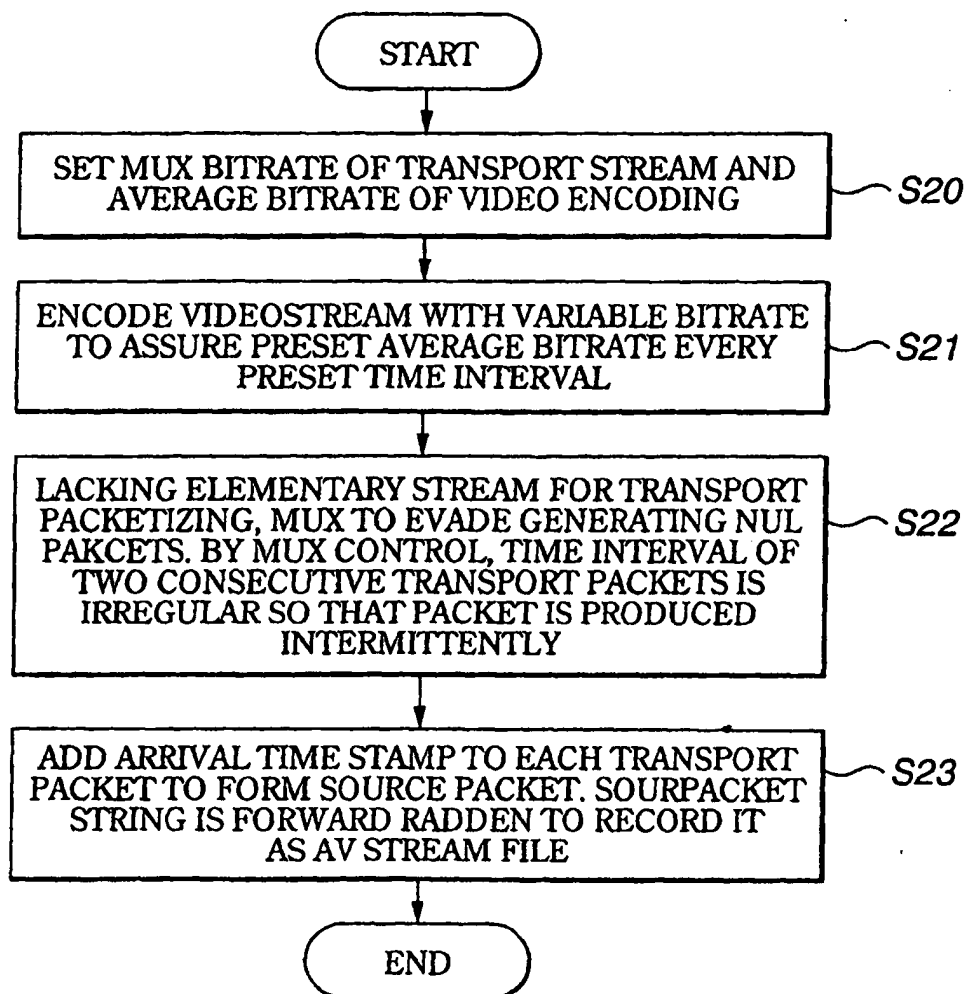 START
SET MUX BITRATE OF TRANSPORT STREAM AND
AVERAGE BITRATE OF VIDEO ENCODING
S20
ENCODE VIDEOSTREAM WITH VARIABLE BITRATE
TO ASSURE PRESET AVERAGE BITRATE EVERY
PRESET TIME INTERVAL
S21
LACKING ELEMENTARY STREAM FOR TRANSPORT
PACKETIZING, MUX TO EVADE GENERATING NUL
PAKCETS. BY MUX CONTROL, TIME INTERVAL OF
TWO CONSECUTIVE TRANSPORT PACKETS IS
IRREGULAR SO THAT PACKET IS PRODUCED
INTERMITTENTLY
S22
ADD ARRIVAL TIME STAMP TO EACH TRANSPORT
PACKET TO FORM SOURCE PACKET. SOURPACKET
STRING IS FORWARD RADDEN TO RECORD IT
AS AV STREAM FILE
S23
END